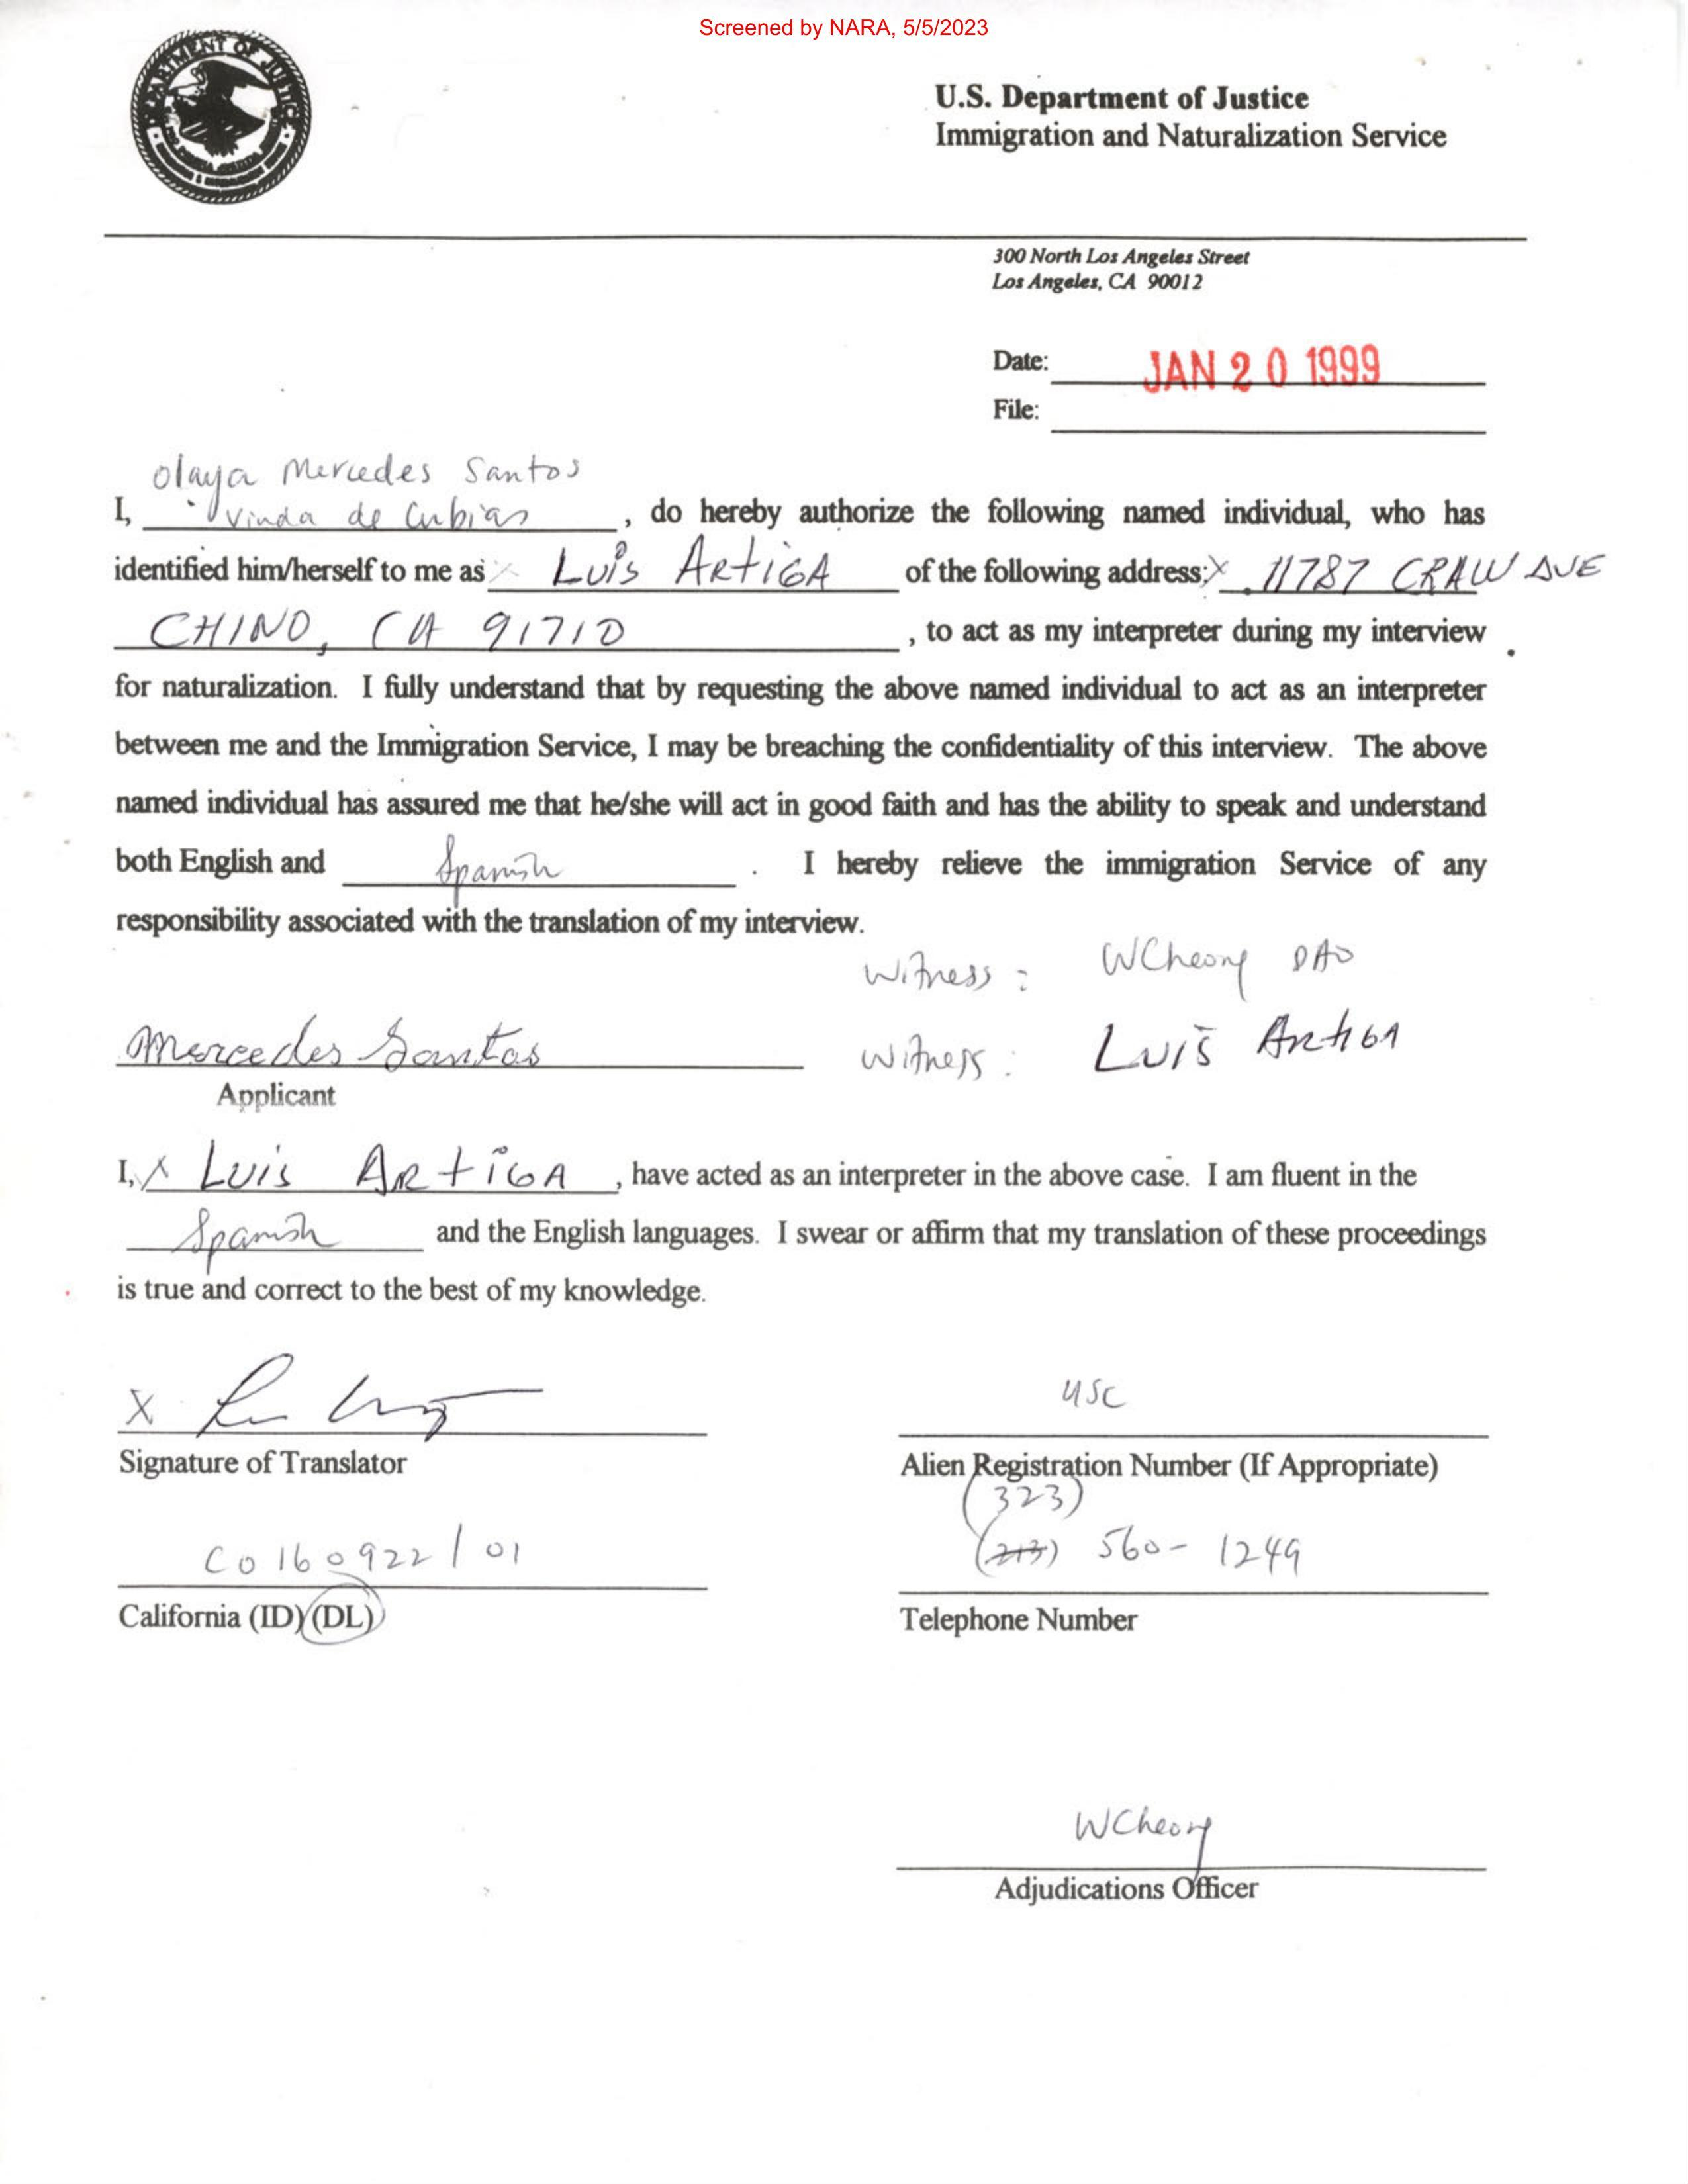 Screened by NARA, 5/5/2023
U.S. Department of Justice
Immigration and Naturalization Service
300 North Los Angeles Street
Los Angeles, CA 90012
Date: JAN 20 1999
File:
Olaya Mercedes Santos
I, Vinda de Cubias, do hereby authorize the following named individual, who has
identified him/herself to me as X Luis ArtiGA of the following address: X 11787 CRAW AVE
CHINO, CA 91710, to act as my interpreter during my interview
for naturalization. I fully understand that by requesting the above named individual to act as an interpreter
between me and the Immigration Service, I may be breaching the confidentiality of this interview. The above
named individual has assured me that he/she will act in good faith and has the ability to speak and understand
both English and Spanish. I hereby relieve the immigration Service of any
responsibility associated with the translation of my interview.
Witness: WCheong DAO
Mercedes Santos Witness: Luis ArtiGA
Applicant
I, X Luis ArtiGA, have acted as an interpreter in the above case. I am fluent in the
Spanish and the English languages. I swear or affirm that my translation of these proceedings
is true and correct to the best of my knowledge.
X USC
Signature of Translator Alien Registration Number (If Appropriate)
(323)
C0160922/01 (213) 560-1249
California (ID) (DL) Telephone Number
WCheong
Adjudications Officer